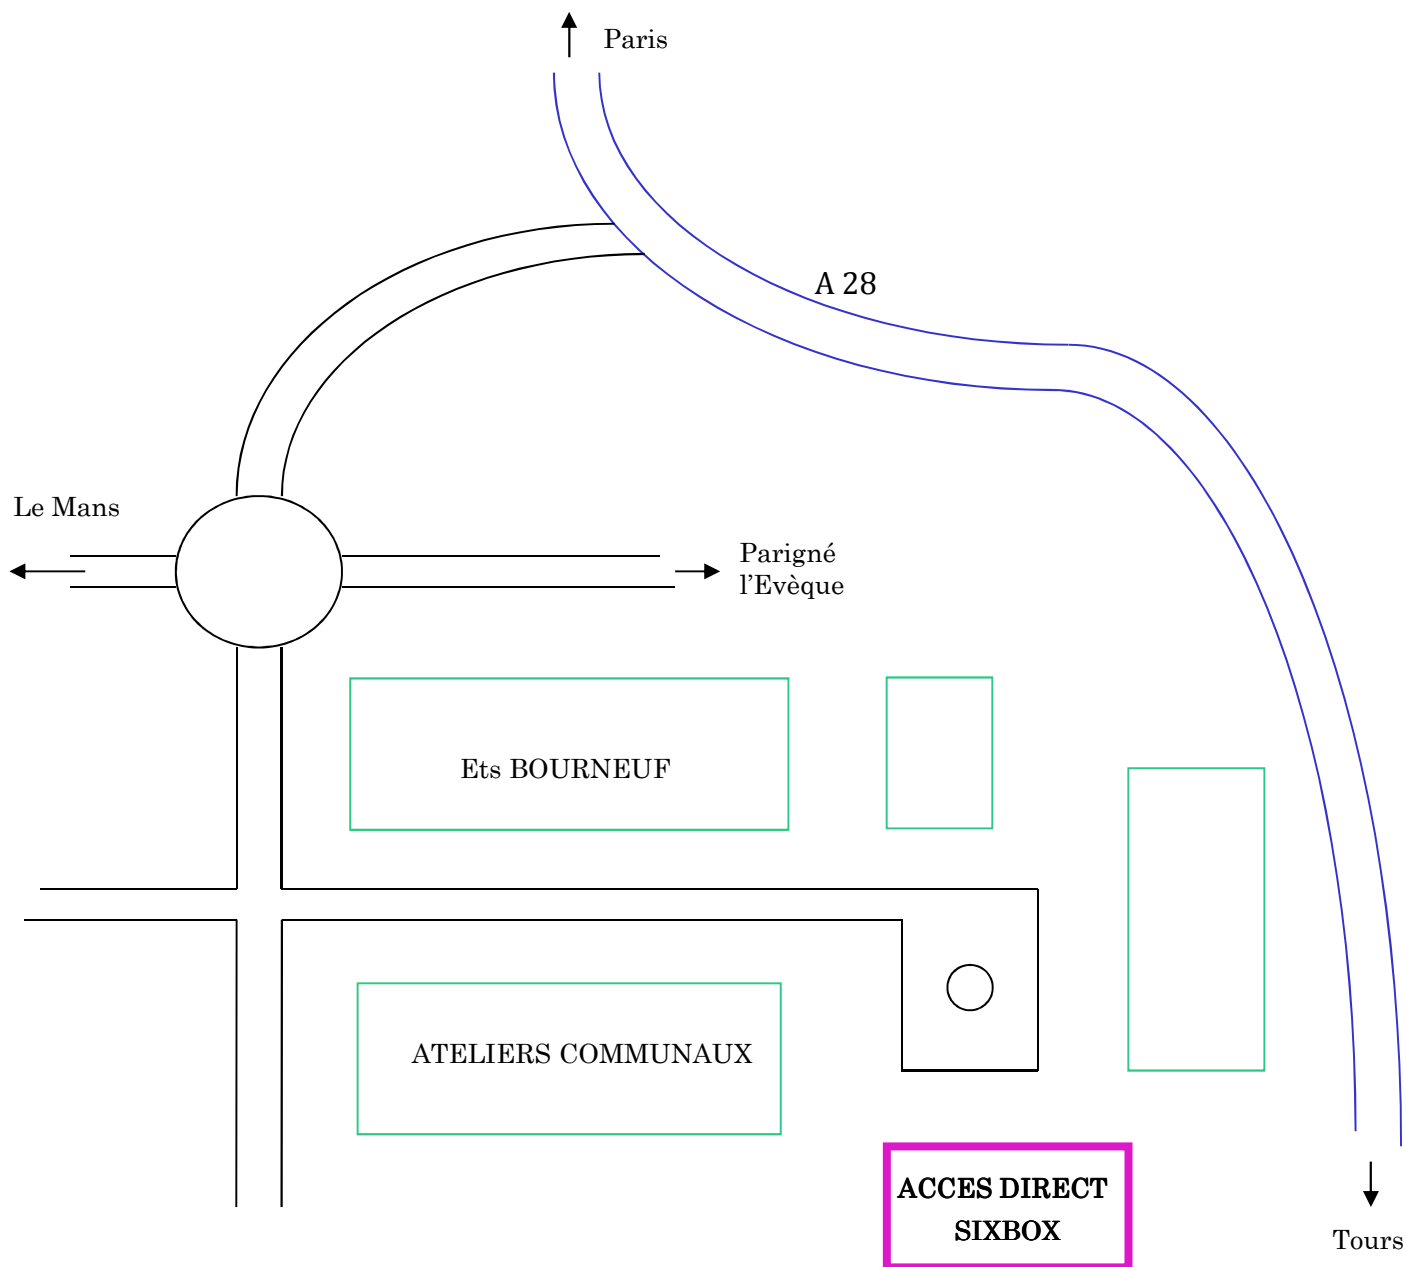 Paris
A 28
Le Mans
Parigné
l'Evèque
Ets BOURNEUF
ATELIERS COMMUNAUX
ACCES DIRECT
SIXBOX
Tours